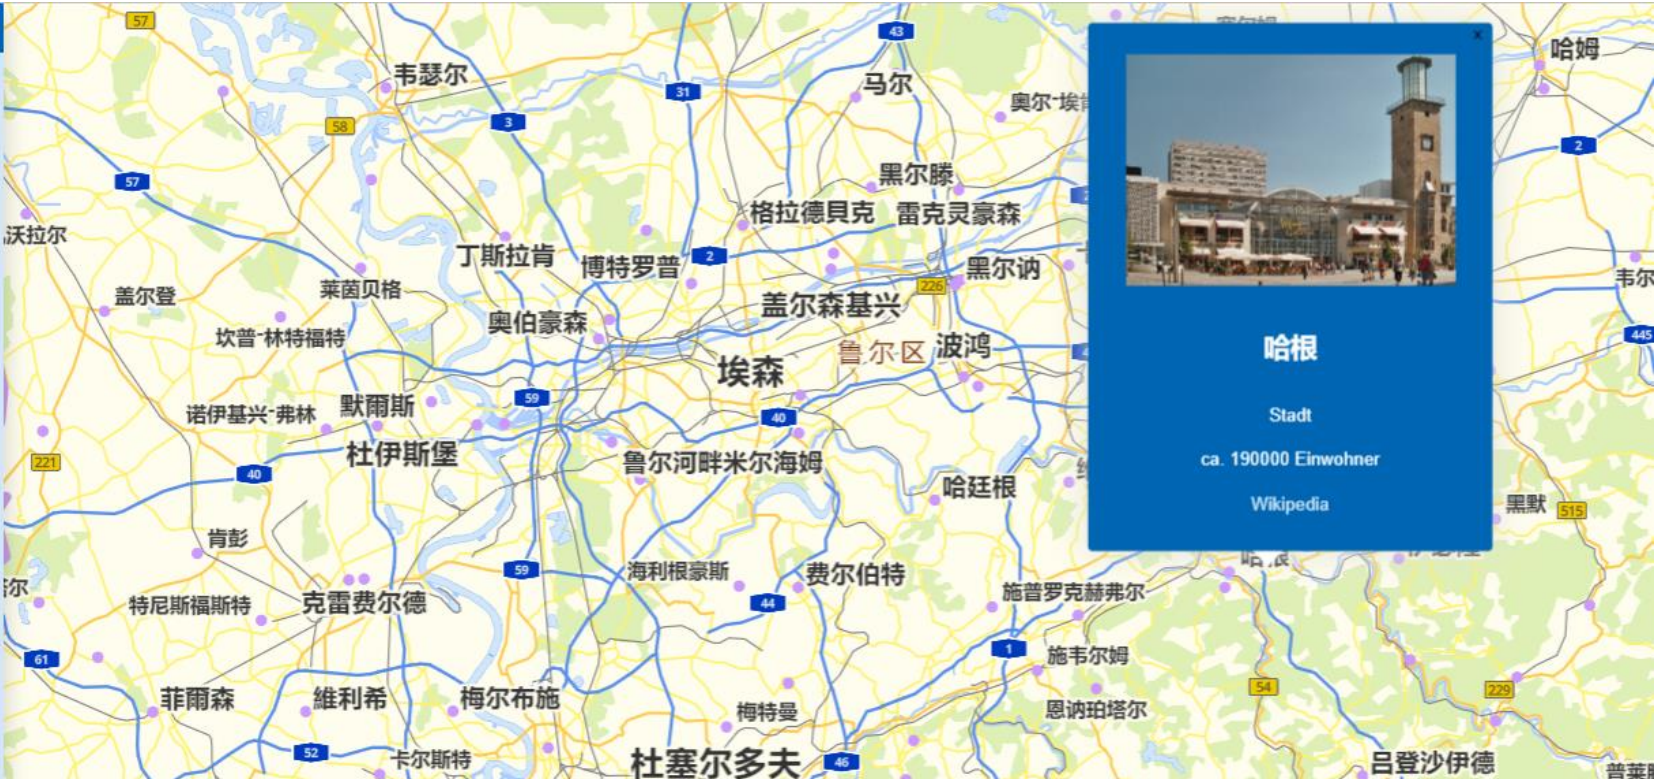 57
43
韦瑟尔
31
马尔
哈姆
奥尔-埃
58
3
2
57
黑尔滕
格拉德貝克
雷克灵豪森
沃拉尔
丁斯拉肯
博特罗普
2
黑尔讷
盖尔登
莱茵贝格
226
韦尔
盖尔森基兴
坎普-林特福特
奥伯豪森
鲁尔区
波鸿
445
哈根
埃森
59
诺伊基兴-弗林
默爾斯
40
Stadt
杜伊斯堡
鲁尔河畔米尔海姆
ca. 190000 Einwohner
221
40
哈廷根
Wikipedia
黑默
515
肯彭
哈根
59
海利根豪斯
费尔伯特
尔
特尼斯福斯特
克雷费尔德
44
施普罗克赫弗尔
61
1
施韦尔姆
54
229
菲爾森
維利希
梅尔布施
梅特曼
恩讷珀塔尔
52
卡尔斯特
杜塞尔多夫
46
吕登沙伊德
普莱